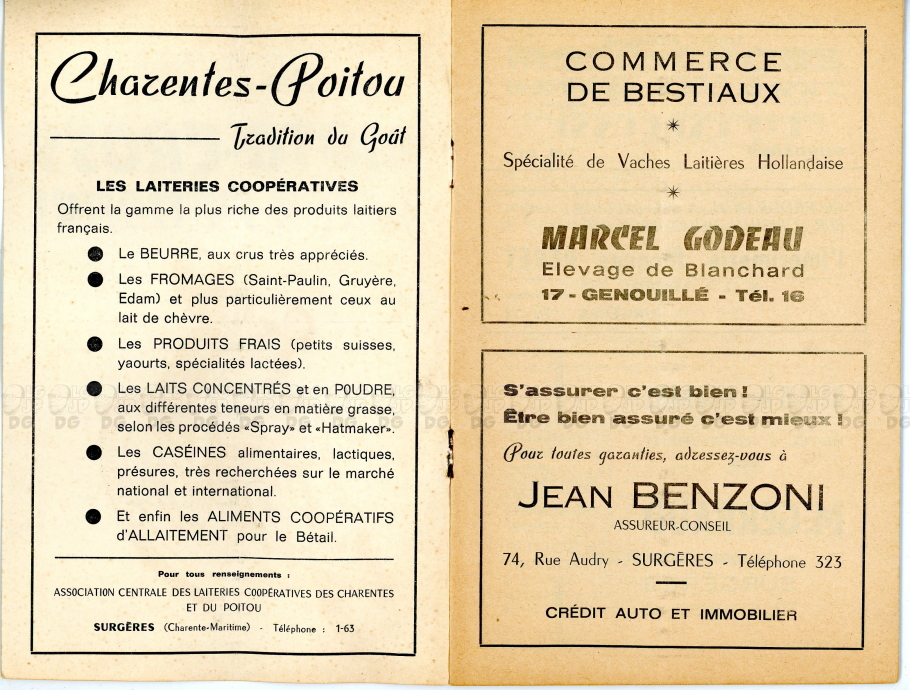 Charentes-Poitou
Tradition du Goût
LES LAITERIES COOPÉRATIVES
Offrent la gamme la plus riche des produits laitiers
français.
Le BEURRE, aux crus très appréciés.
Les FROMAGES (Saint-Paulin, Gruyère,
Edam) et plus particulièrement ceux au
lait de chèvre.
Les PRODUITS FRAIS (petits suisses,
yaourts, spécialités lactées).
Les LAITS CONCENTRÉS et en POUDRE,
aux différentes teneurs en matière grasse,
selon les procédés «Spray» et «Hatmaker».
Les CASÉINES alimentaires, lactiques,
présures, très recherchées sur le marché
national et international.
Et enfin les ALIMENTS COOPÉRATIFS
d'ALLAITEMENT pour le Bétail.
Pour tous renseignements :
ASSOCIATION CENTRALE DES LAITERIES COOPÉRATIVES DES CHARENTES
ET DU POITOU
SURGÈRES (Charente-Maritime) - Téléphone : 1-63
COMMERCE
DE BESTIAUX
Spécialité de Vaches Laitières Hollandaise
MARCEL GODEAU
Elevage de Blanchard
17 - GENOUILLÉ - Tél. 16
S'assurer c'est bien !
Être bien assuré c'est mieux !
Pour toutes garanties, adressez-vous à
JEAN BENZONI
ASSUREUR-CONSEIL
74, Rue Audry - SURGÈRES - Téléphone 323
CRÉDIT AUTO ET IMMOBILIER